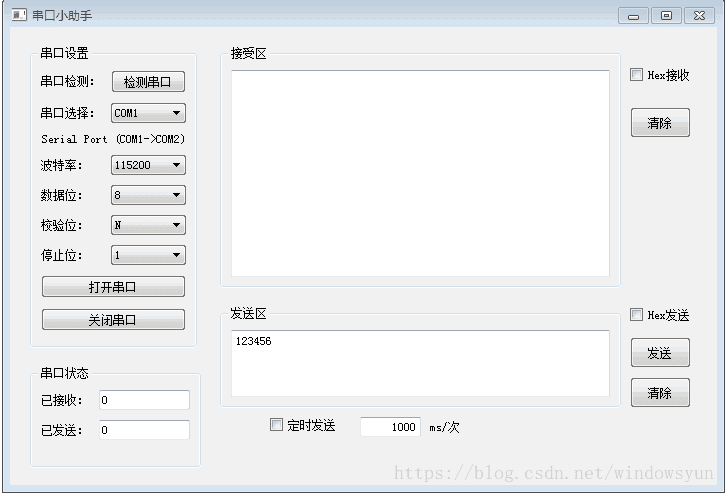 串口小助手
串口设置
串口检测： 检测串口
串口选择： COM1
Serial Port (COM1->COM2)
波特率： 115200
数据位： 8
校验位： N
停止位： 1
打开串口
关闭串口
串口状态
已接收： 0
已发送： 0
接受区
Hex接收
清除
发送区
123456
Hex发送
发送
清除
定时发送 1000 ms/次
https://blog.csdn.net/windowsyun